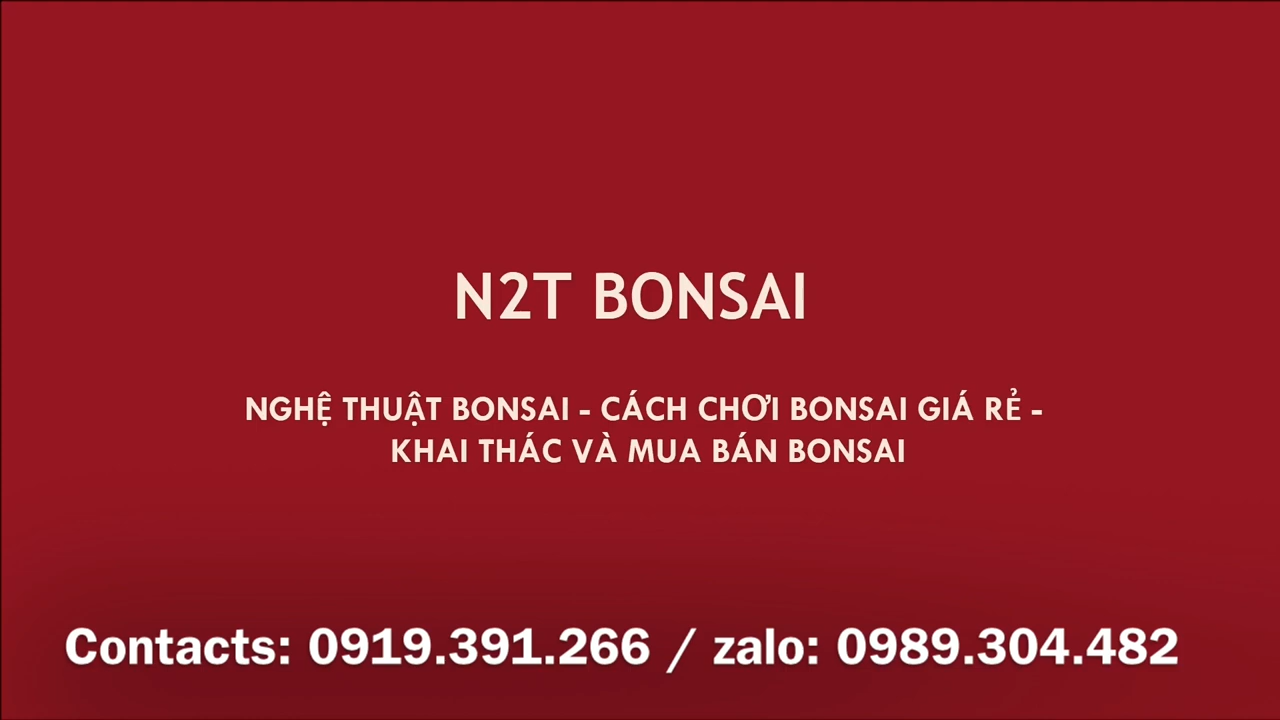 N2T BONSAI
NGHỆ THUẬT BONSAI - CÁCH CHƠI BONSAI GIÁ RẺ -
KHAI THÁC VÀ MUA BÁN BONSAI
Contacts: 0919.391.266 / zalo: 0989.304.482